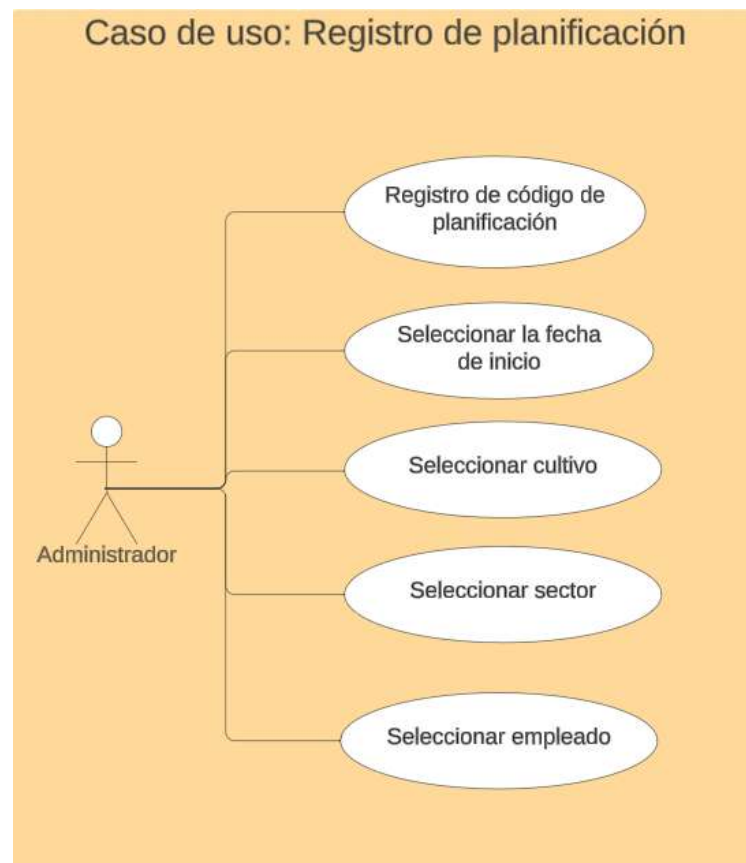 Caso de uso: Registro de planificación
Registro de código de
planificación
Seleccionar la fecha
de inicio
Seleccionar cultivo
Administrador
Seleccionar sector
Seleccionar empleado